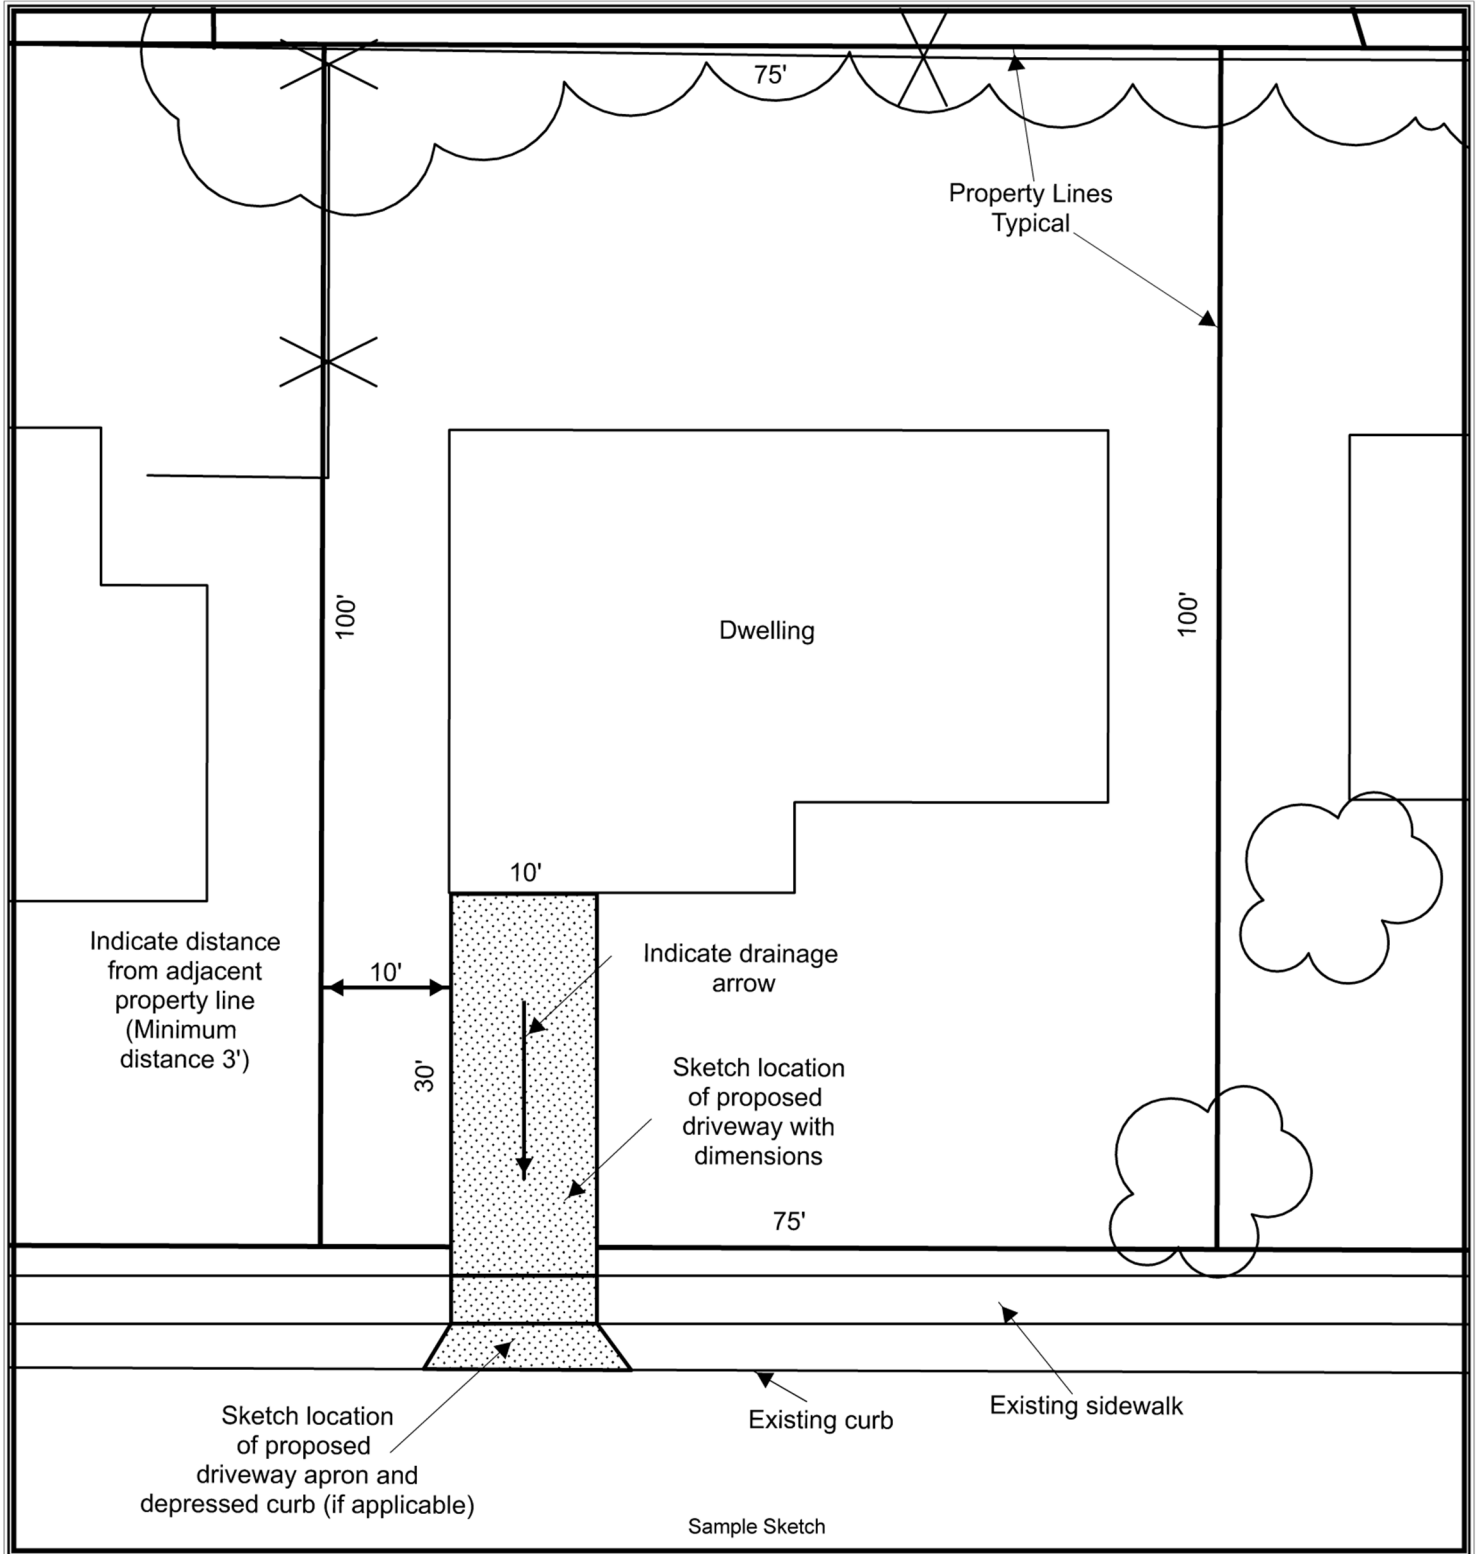 75'
Property Lines
Typical
100'
100'
Dwelling
10'
Indicate distance
from adjacent
property line
(Minimum
distance 3')
10'
30'
Indicate drainage
arrow
Sketch location
of proposed
driveway with
dimensions
75'
Existing sidewalk
Existing curb
Sketch location
of proposed
driveway apron and
depressed curb (if applicable)
Sample Sketch